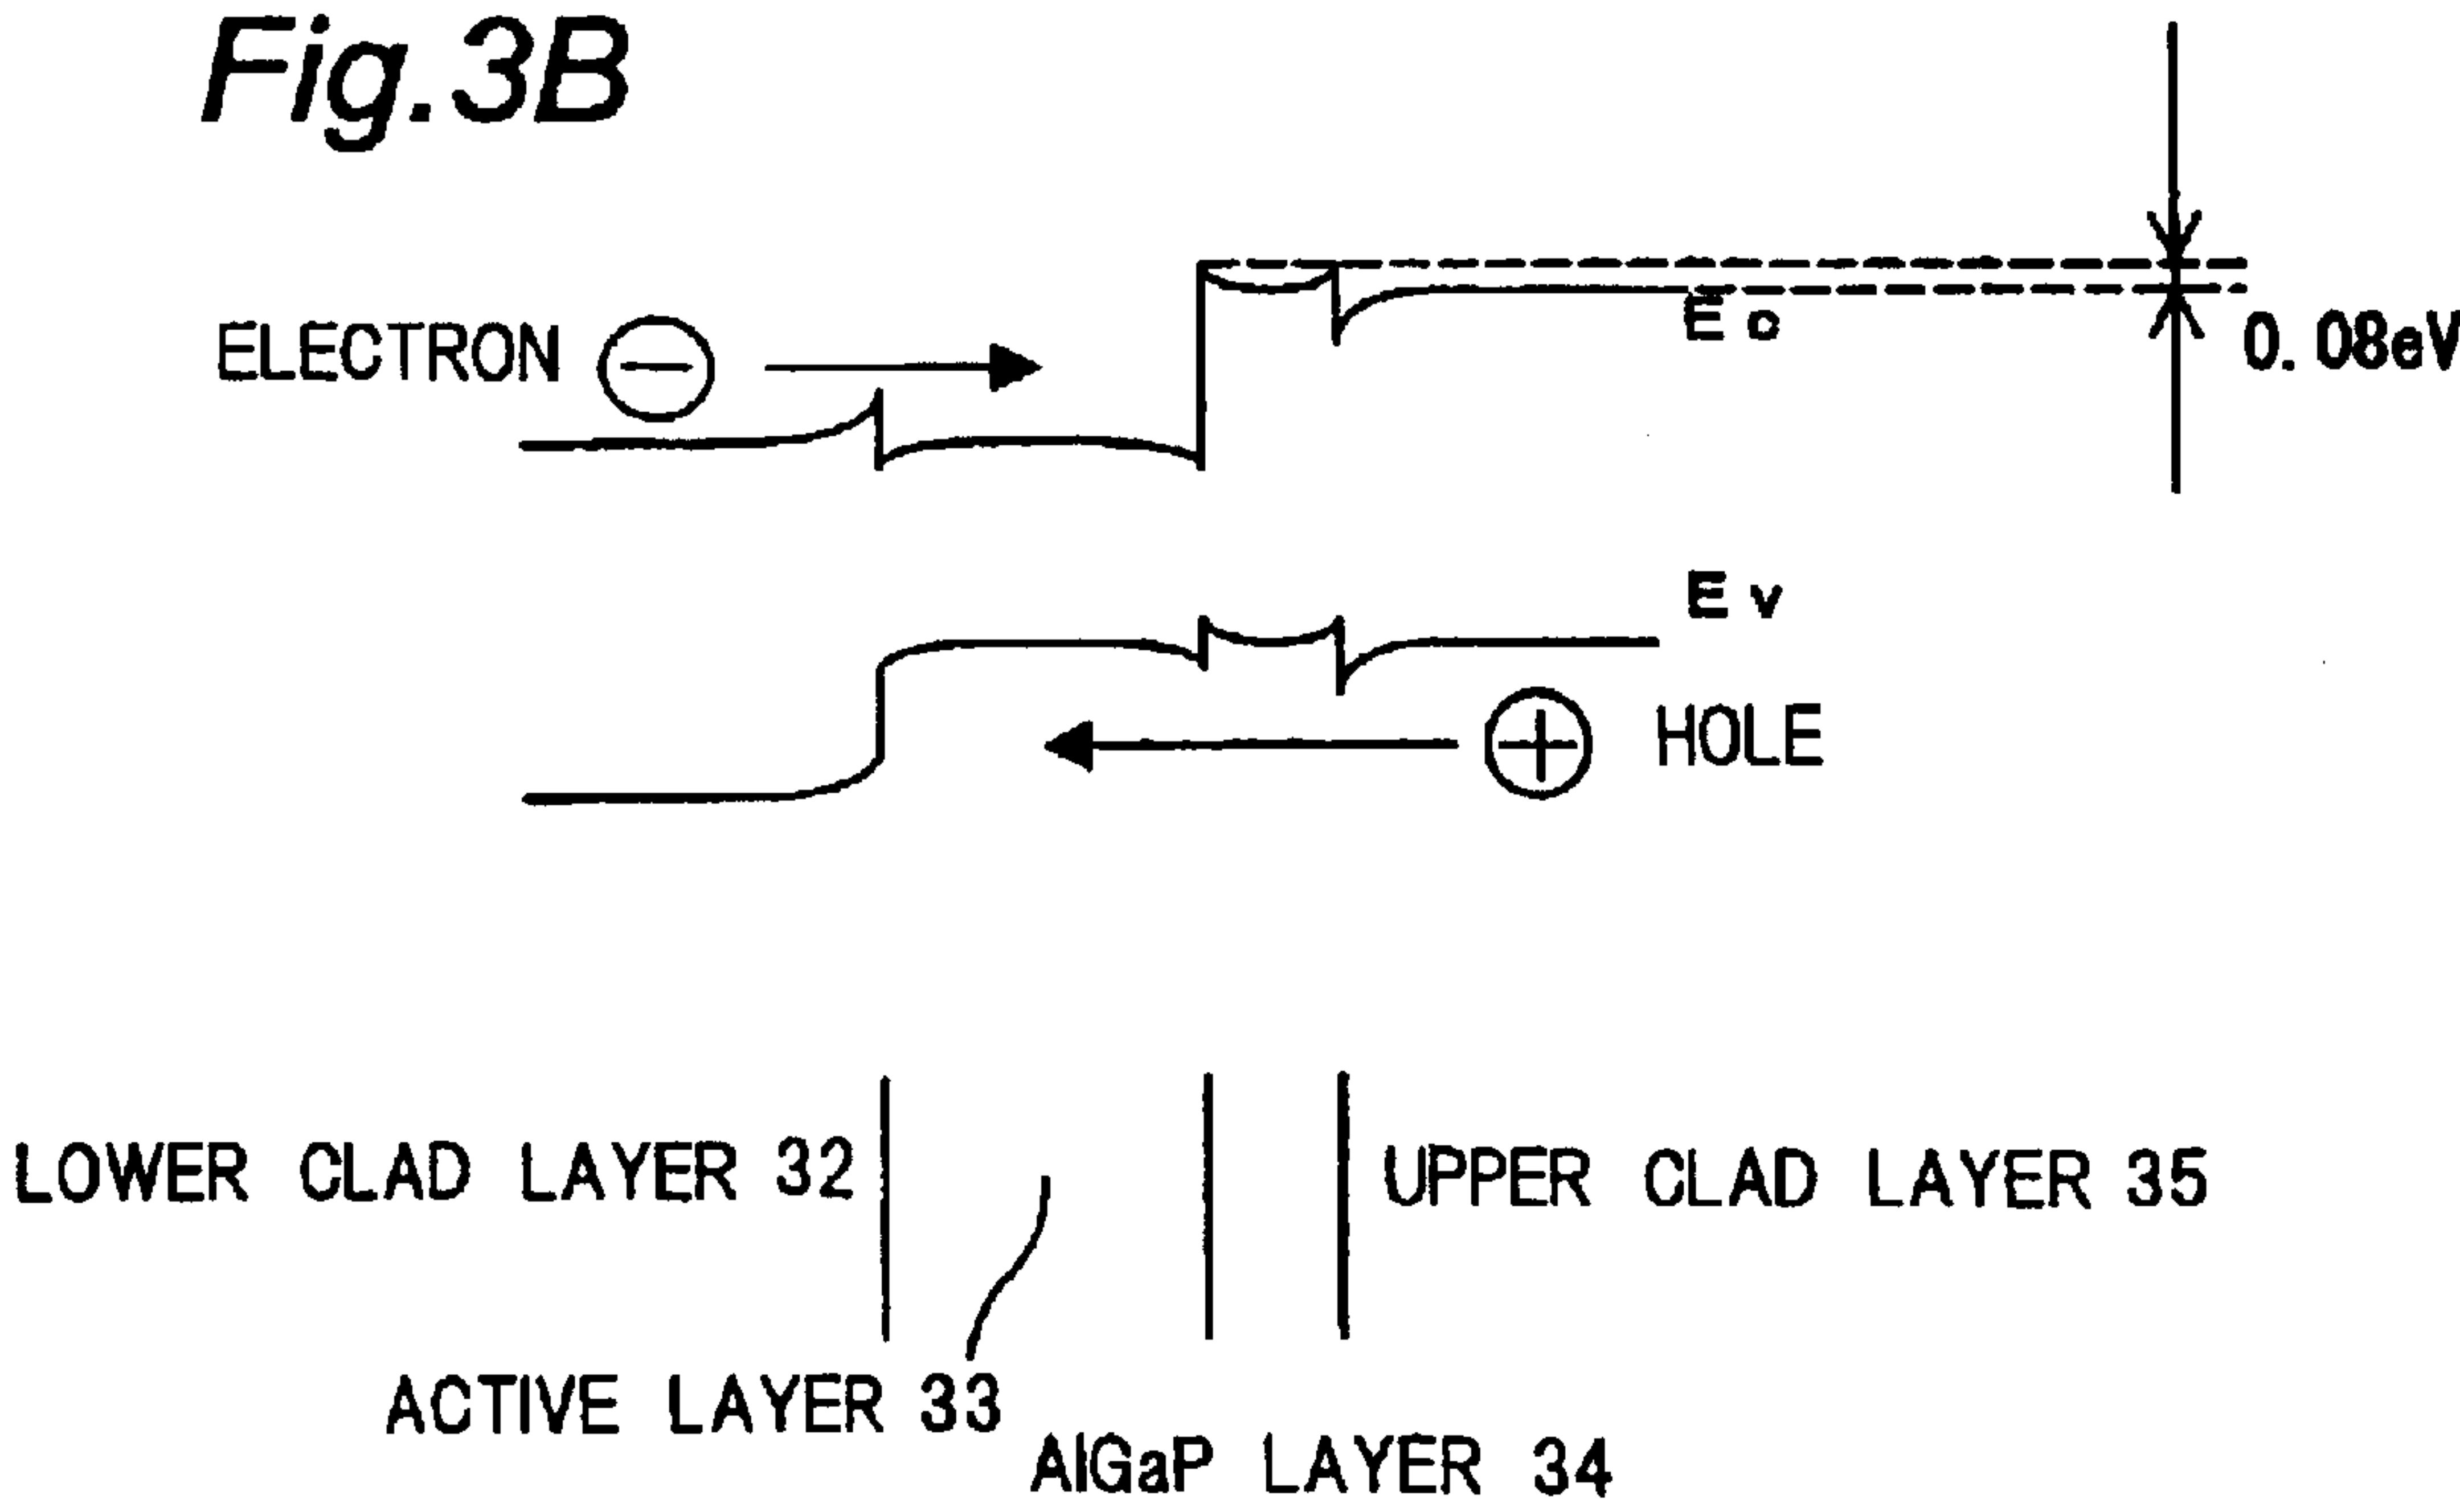 Fig.3B
ELECTRON −
Ec
0.08eV
Ev
+ HOLE
LOWER CLAD LAYER 32
UPPER CLAD LAYER 35
ACTIVE LAYER 33
AlGaP LAYER 34